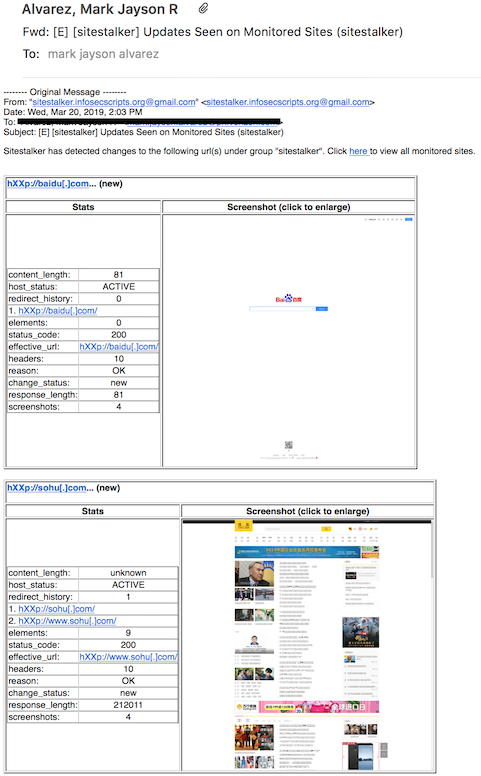 Alvarez, Mark Jayson R
Fwd: [E] [sitestalker] Updates Seen on Monitored Sites (sitestalker)
To: mark jayson alvarez
-------- Original Message --------
From: "sitestalker.infosecscripts.org@gmail.com" <sitestalker.infosecscripts.org@gmail.com>
Date: Wed, Mar 20, 2019, 2:03 PM
To:
Subject: [E] [sitestalker] Updates Seen on Monitored Sites (sitestalker)
Sitestalker has detected changes to the following url(s) under group "sitestalker". Click here to view all monitored sites.
hXXp://baidu[.]com... (new)
Stats Screenshot (click to enlarge)
content_length: 81
host_status: ACTIVE
redirect_history: 0
1. hXXp://baidu[.]com/
elements: 0
status_code: 200
effective_url: hXXp://baidu[.]com/
headers: 10
reason: OK
change_status: new
response_length: 81
screenshots: 4
Bai百度
hXXp://sohu[.]com... (new)
Stats Screenshot (click to enlarge)
content_length: unknown
host_status: ACTIVE
redirect_history: 1
1. hXXp://sohu[.]com/
2. hXXp://www.sohu[.]com/
elements: 9
status_code: 200
effective_url: hXXp://www.sohu[.]com/
headers: 10
reason: OK
change_status: new
response_length: 212011
screenshots: 4